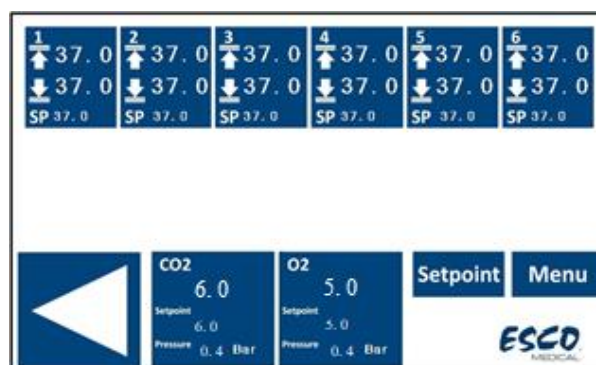 1 2 3 4 5 6
37.0 37.0 37.0 37.0 37.0 37.0
37.0 37.0 37.0 37.0 37.0 37.0
SP 37.0 SP 37.0 SP 37.0 SP 37.0 SP 37.0 SP 37.0
CO2
6.0
Setpoint
6.0
Pressure 0.4 Bar
O2
5.0
Setpoint
5.0
Pressure 0.4 Bar
Setpoint
Menu
ESCO
MEDICAL